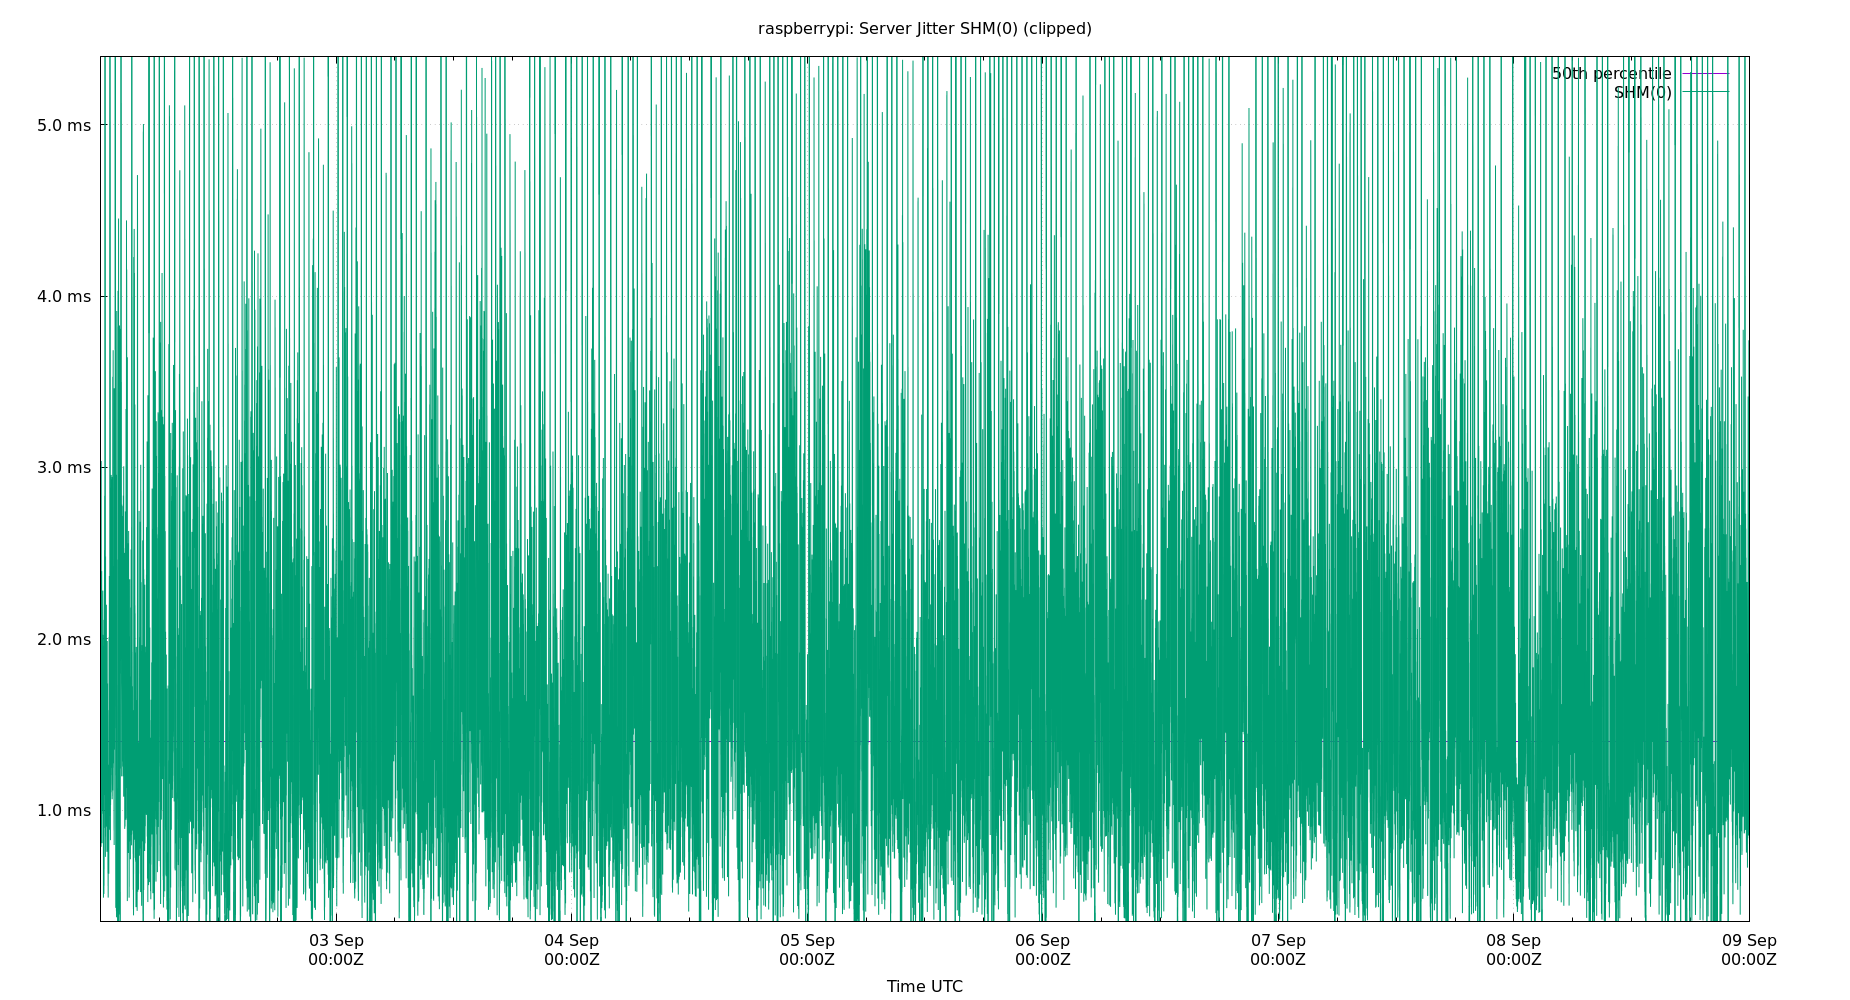 raspberrypi: Server Jitter SHM(0) (clipped)
50th percentile
SHM(0)
5.0 ms
4.0 ms
3.0 ms
2.0 ms
1.0 ms
03 Sep 04 Sep 05 Sep 06 Sep 07 Sep 08 Sep 09 Sep
00:00Z 00:00Z 00:00Z 00:00Z 00:00Z 00:00Z 00:00Z
Time UTC